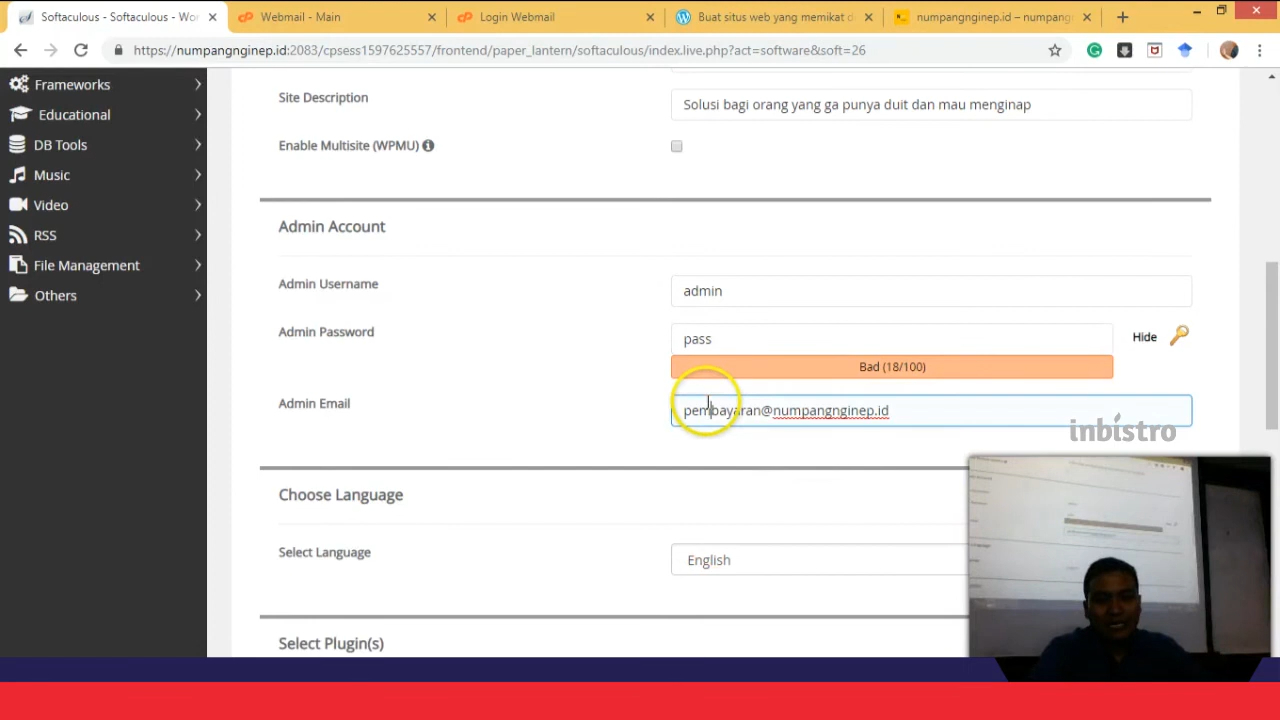 Softaculous - Softaculous - Wor
Webmail - Main
Login Webmail
Buat situs web yang memikat d
numpangnginep.id – numpang
https://numpangnginep.id:2083/cpsess1597625557/frontend/paper_lantern/softaculous/index.live.php?act=software&soft=26
Frameworks
Educational
DB Tools
Music
Video
RSS
File Management
Others
Site Description
Solusi bagi orang yang ga punya duit dan mau menginap
Enable Multisite (WPMU)
Admin Account
Admin Username
admin
Admin Password
pass
Hide
Bad (18/100)
Admin Email
pembayaran@numpangnginep.id
inbistro
Choose Language
Select Language
English
Select Plugin(s)